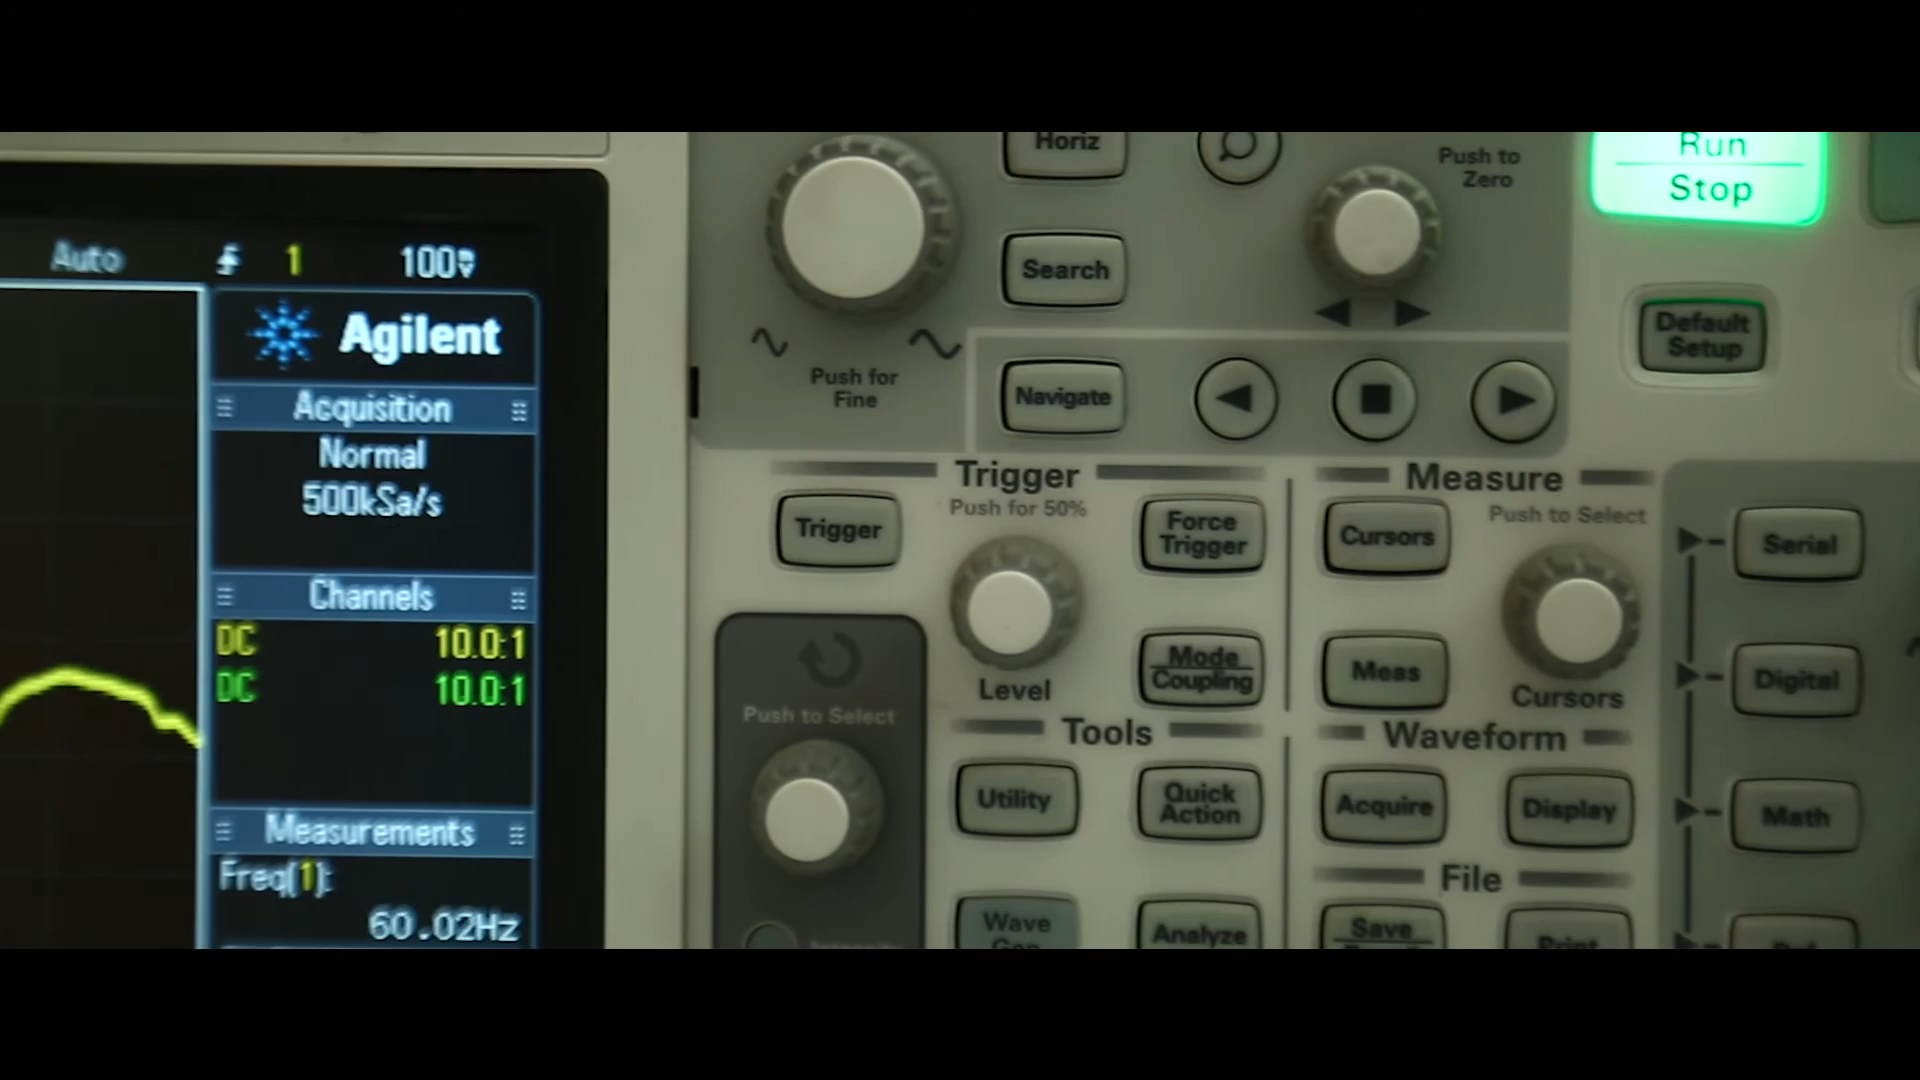 Auto 1 100
Agilent
Acquisition
Normal
500kSa/s
Channels
DC 10.0:1
DC 10.0:1
Measurements
Freq(1):
60.02Hz
Horiz
Push to
Zero
Run
Stop
Search
Default
Setup
Push for
Fine
Navigate
Trigger
Push for 50%
Trigger
Force
Trigger
Level
Mode
Coupling
Measure
Push to Select
Cursors
Meas
Cursors
Serial
Digital
Math
Push to Select
Tools
Utility
Quick
Action
Wave
Gen
Analyze
Waveform
Acquire
Display
File
Save
Print